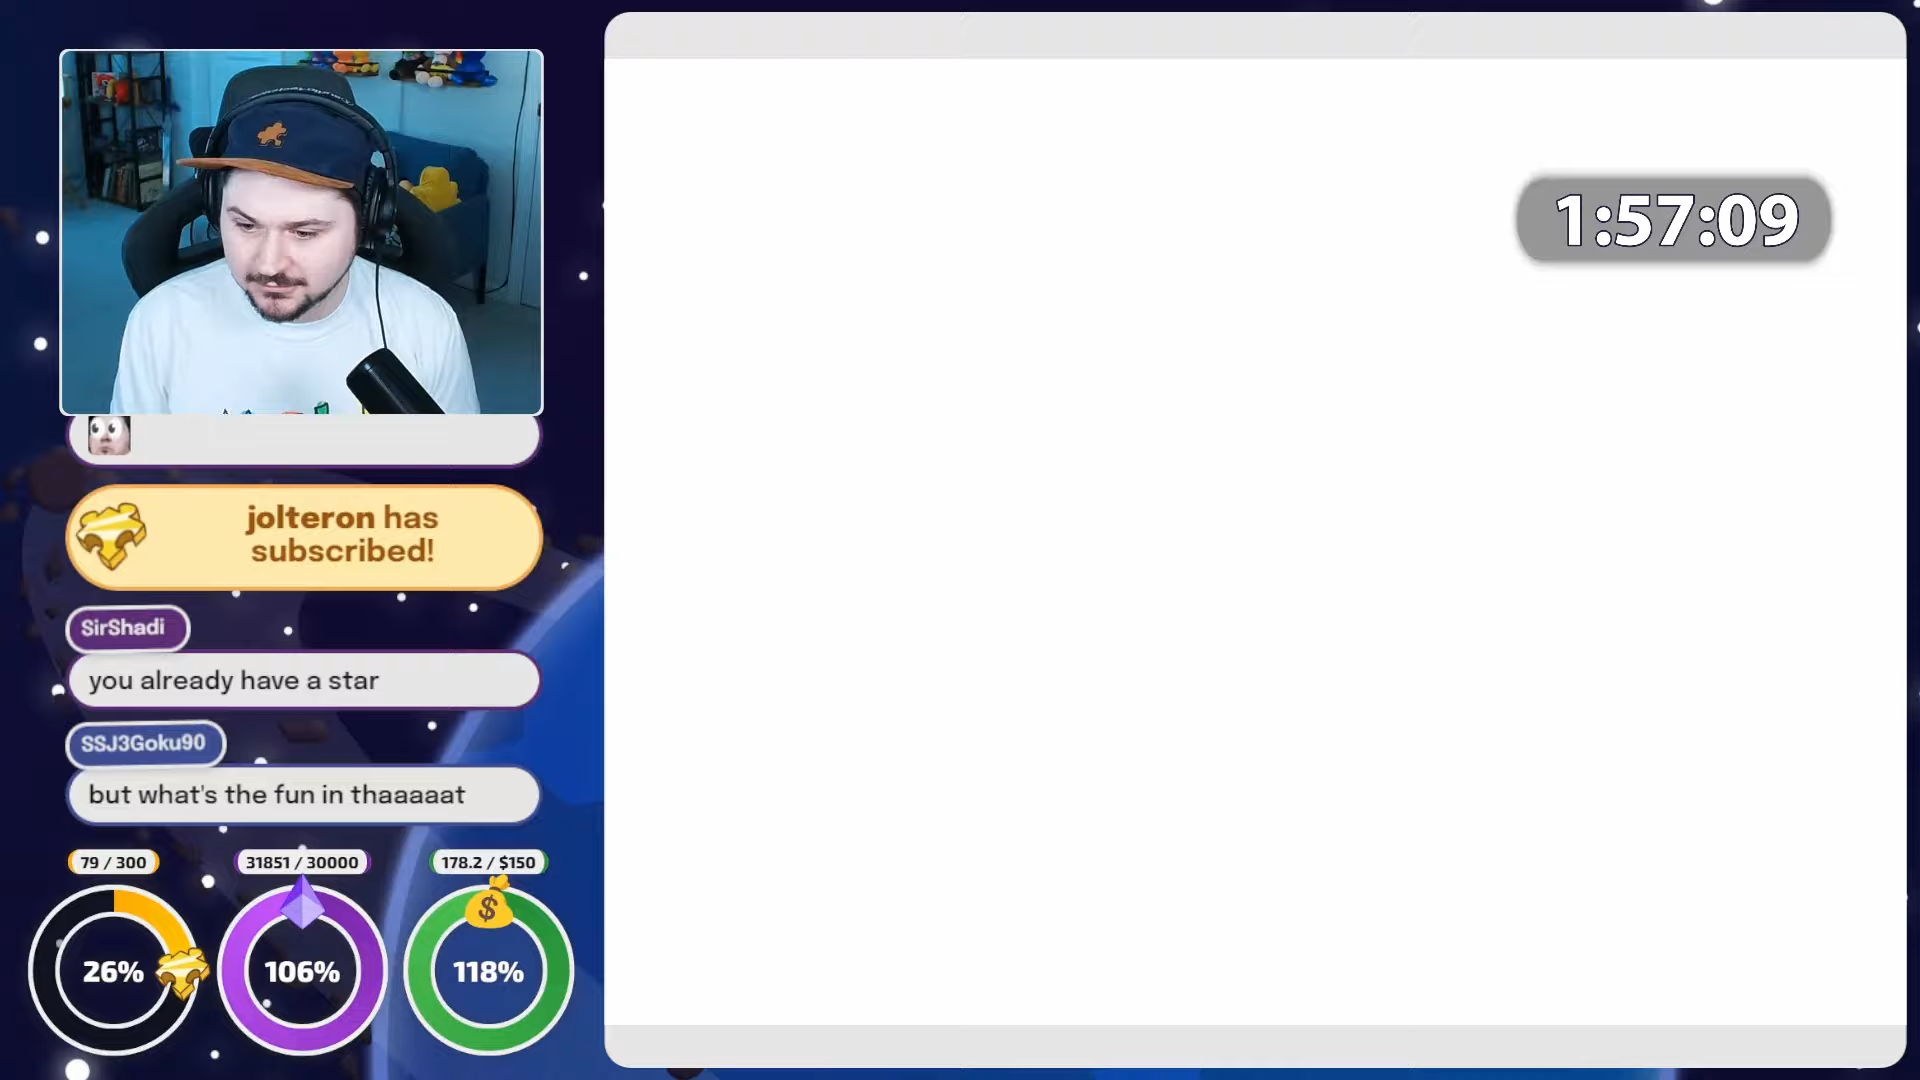 1:57:09
jolteron has
subscribed!
SirShadi
you already have a star
SSJ3Goku90
but what's the fun in thaaaaat
79 / 300
31851 / 30000
178.2 / $150
26%
106%
118%